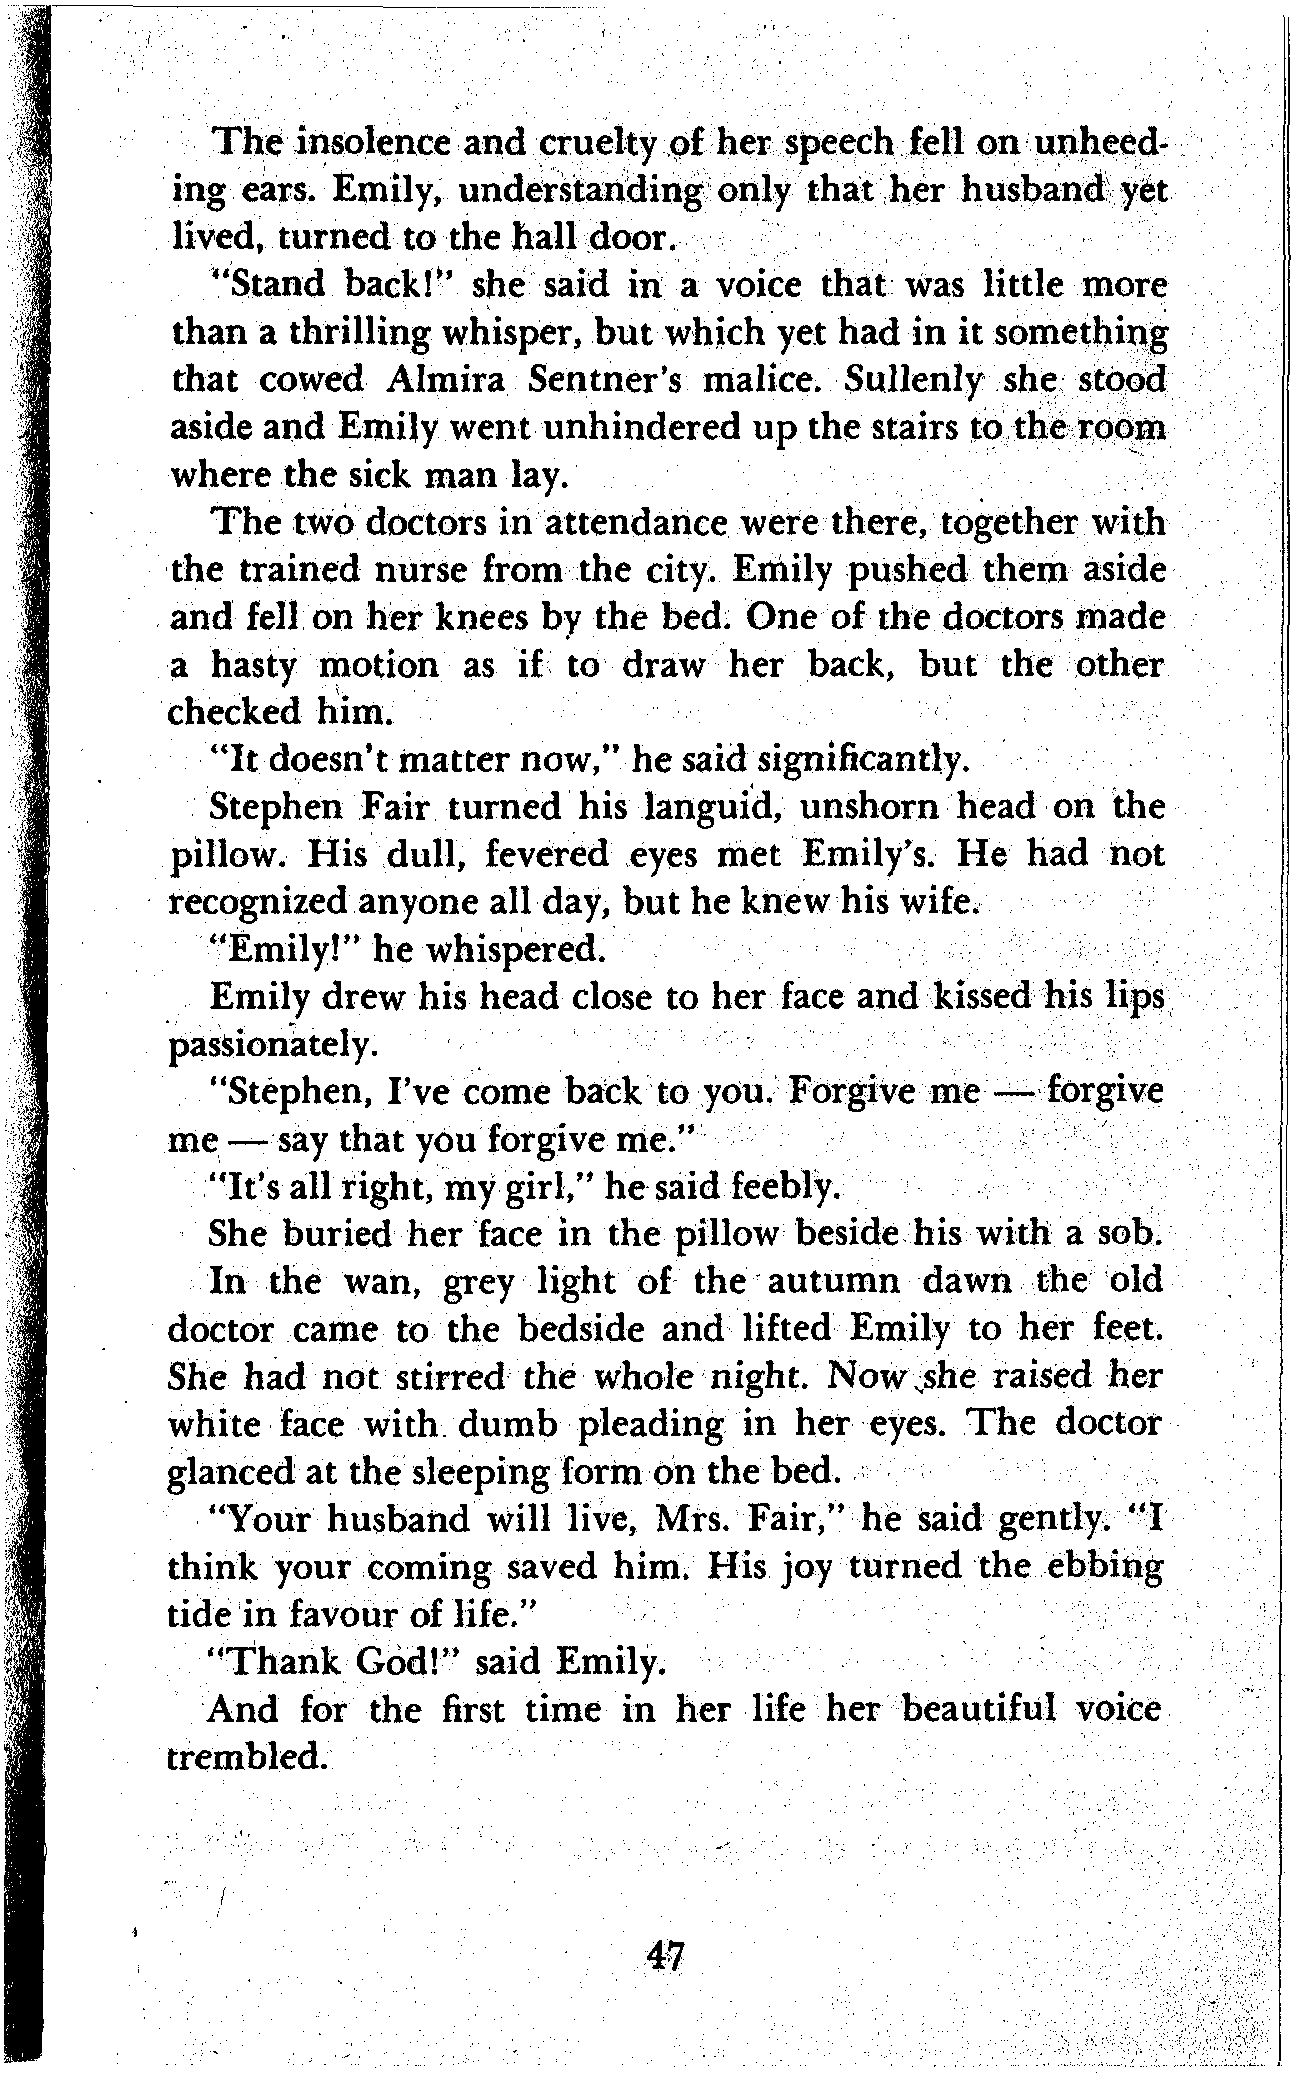 The insolence and cruelty of her speech fell on unheed-
ing ears. Emily, understanding only that her husband yet
lived, turned to the hall door.
"Stand back!" she said in a voice that was little more
than a thrilling whisper, but which yet had in it something
that cowed Almira Sentner's malice. Sullenly she stood
aside and Emily went unhindered up the stairs to the room
where the sick man lay.
The two doctors in attendance were there, together with
the trained nurse from the city. Emily pushed them aside
and fell on her knees by the bed. One of the doctors made
a hasty motion as if to draw her back, but the other
checked him.
"It doesn't matter now," he said significantly.
Stephen Fair turned his languid, unshorn head on the
pillow. His dull, fevered eyes met Emily's. He had not
recognized anyone all day, but he knew his wife.
"Emily!" he whispered.
Emily drew his head close to her face and kissed his lips
passionately.
"Stephen, I've come back to you. Forgive me — forgive
me — say that you forgive me."
"It's all right, my girl," he said feebly.
She buried her face in the pillow beside his with a sob.
In the wan, grey light of the autumn dawn the old
doctor came to the bedside and lifted Emily to her feet.
She had not stirred the whole night. Now she raised her
white face with dumb pleading in her eyes. The doctor
glanced at the sleeping form on the bed.
"Your husband will live, Mrs. Fair," he said gently. "I
think your coming saved him. His joy turned the ebbing
tide in favour of life."
"Thank God!" said Emily.
And for the first time in her life her beautiful voice
trembled.
47